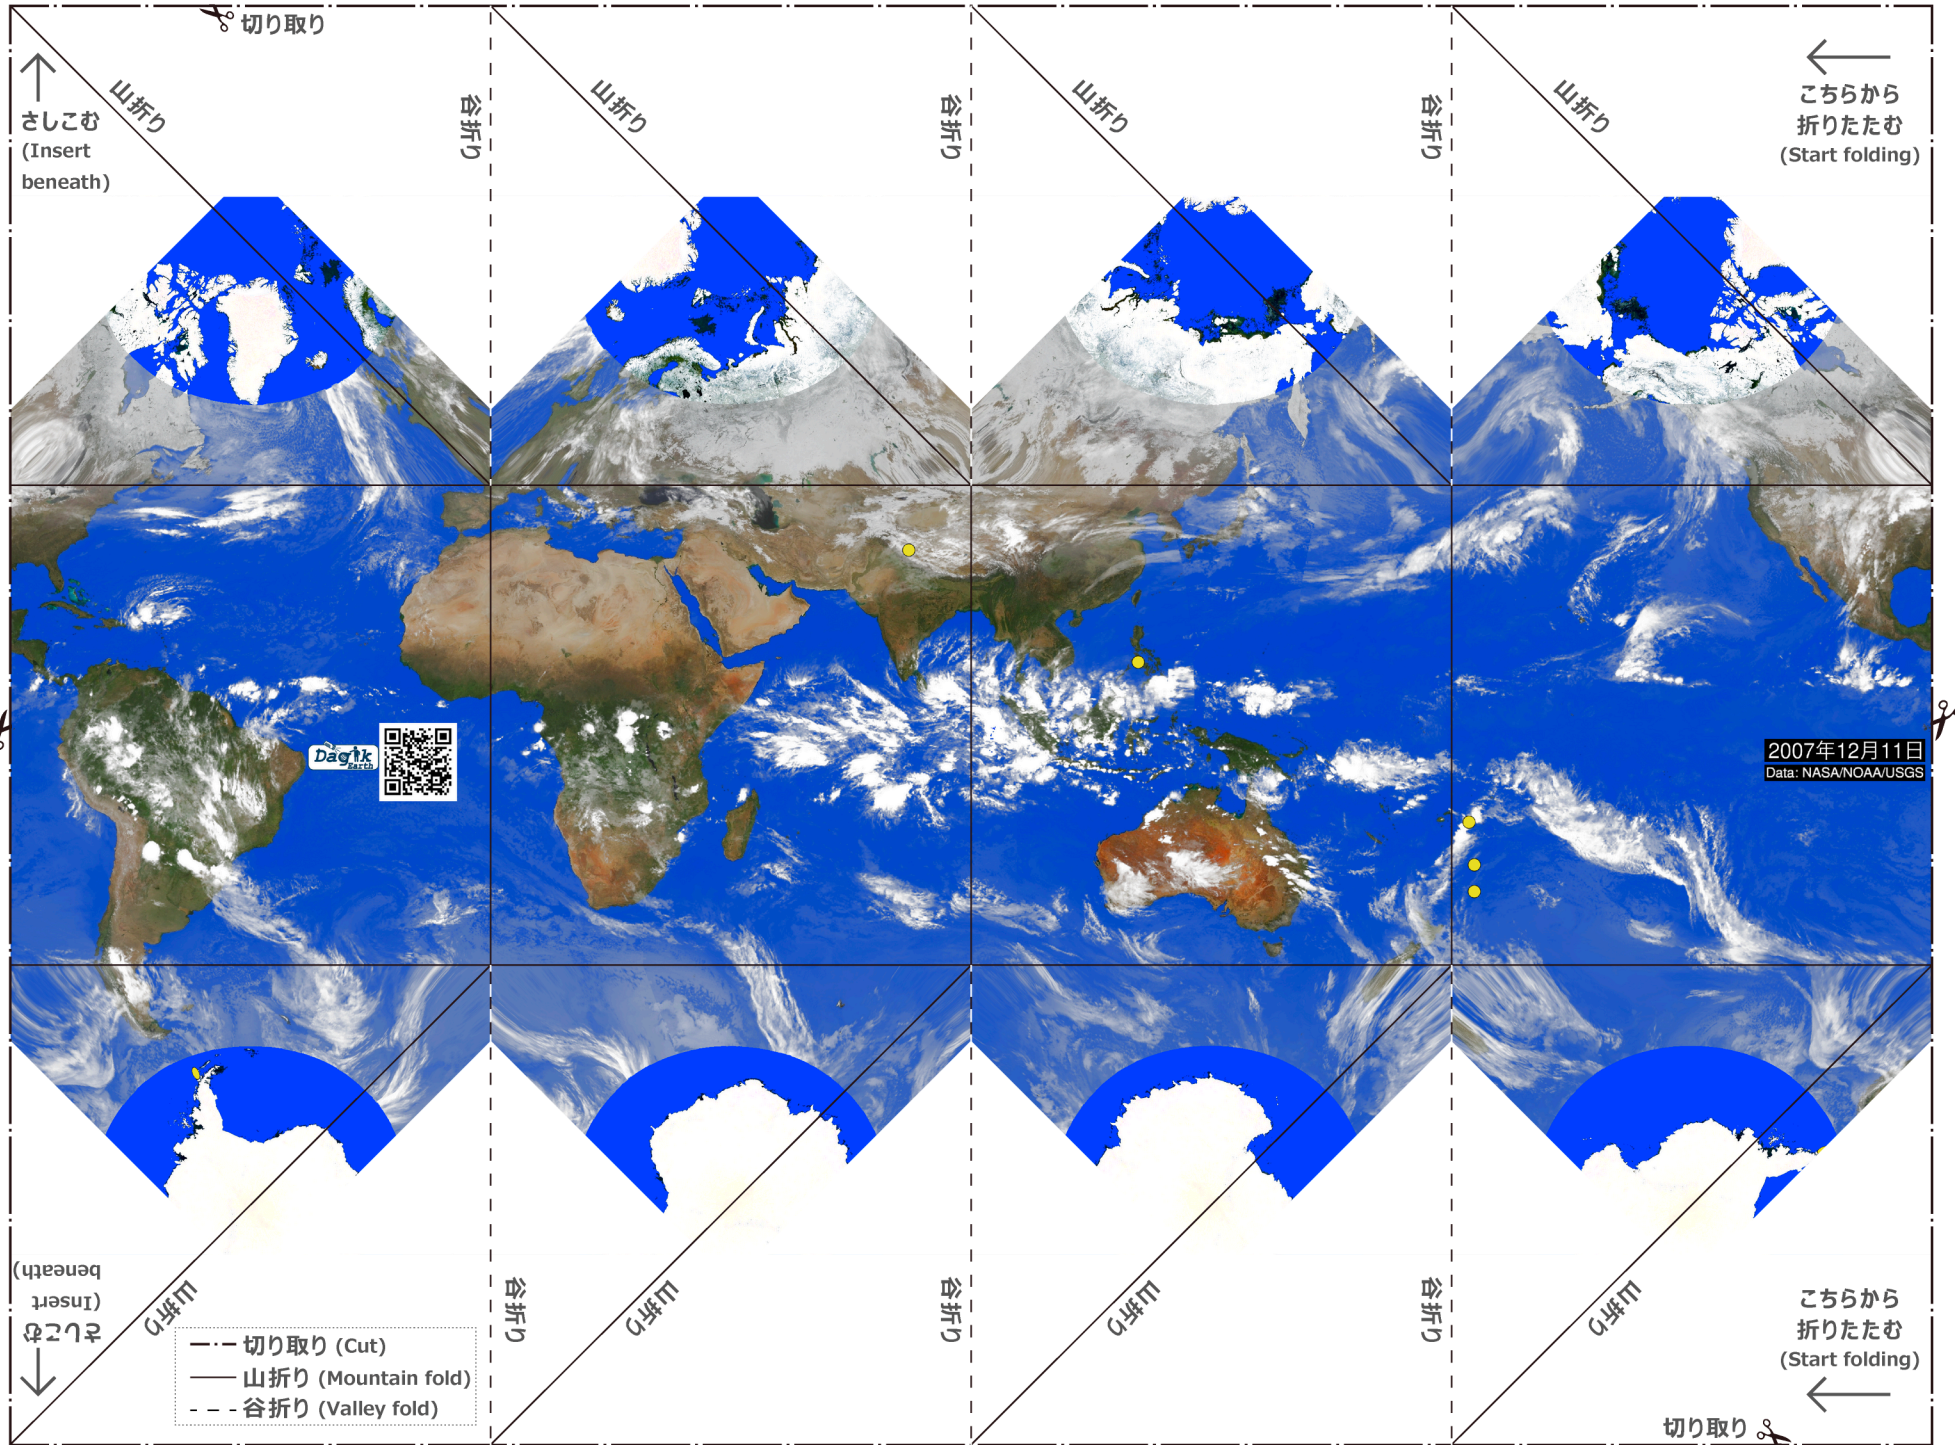 切り取り
さしこむ
(Insert
beneath)
山折り
谷折り
山折り
谷折り
山折り
谷折り
山折り
こちらから
折りたたむ
(Start folding)
Dagik
Earth
2007年12月11日
Data: NASA/NOAA/USGS
さしこむ
(Insert
beneath)
山折り
谷折り
山折り
谷折り
山折り
谷折り
山折り
こちらから
折りたたむ
(Start folding)
切り取り (Cut)
山折り (Mountain fold)
谷折り (Valley fold)
切り取り